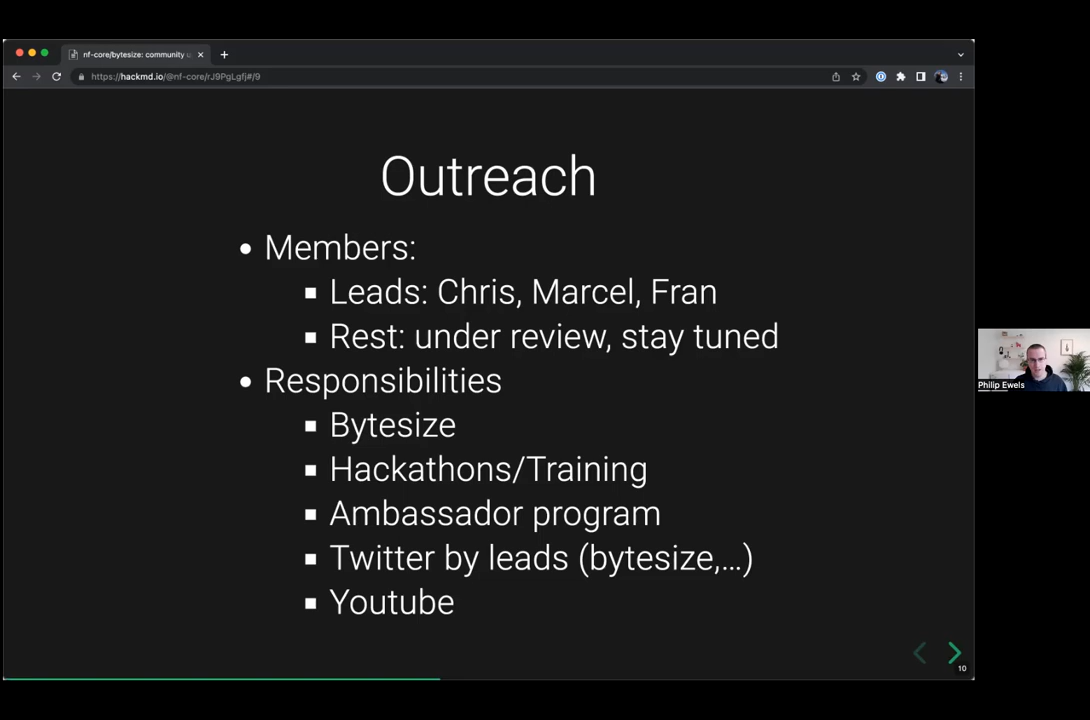 nf-core/bytesize: community u
https://hackmd.io/@nf-core/rJ9PgLgfj#/9
Outreach
Members:
Leads: Chris, Marcel, Fran
Rest: under review, stay tuned
Responsibilities
Bytesize
Hackathons/Training
Ambassador program
Twitter by leads (bytesize,...)
Youtube
10
Philip Ewels